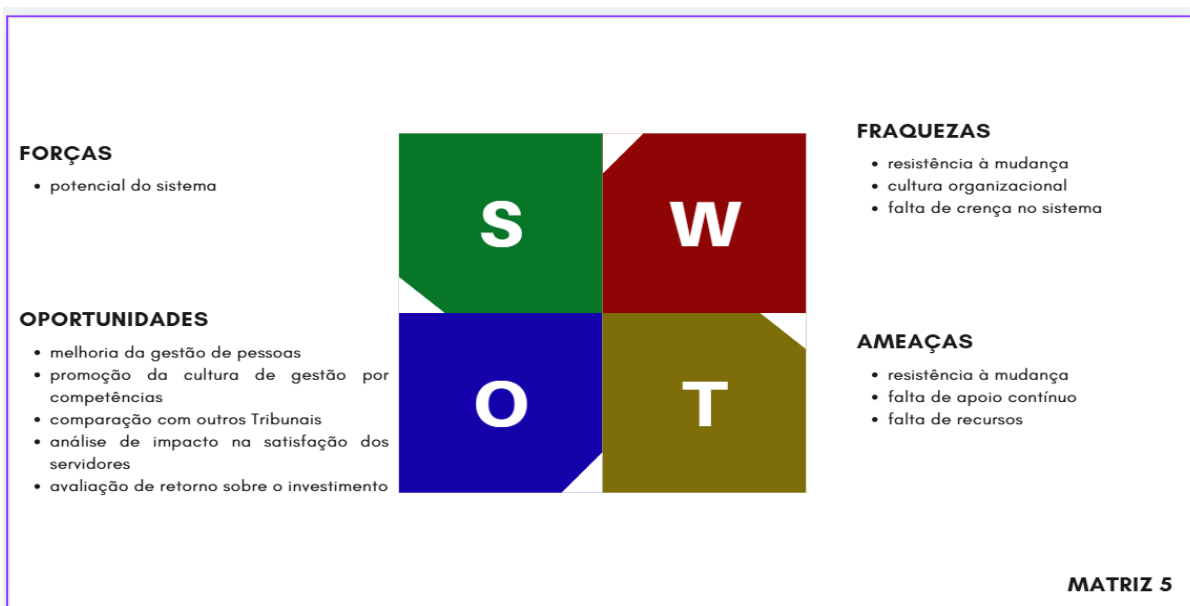 FORÇAS
• potencial do sistema
OPORTUNIDADES
• melhoria da gestão de pessoas
• promoção da cultura de gestão por
competências
• comparação com outros Tribunais
• análise de impacto na satisfação dos
servidores
• avaliação de retorno sobre o investimento
S
W
O
T
FRAQUEZAS
• resistência à mudança
• cultura organizacional
• falta de crença no sistema
AMEAÇAS
• resistência à mudança
• falta de apoio contínuo
• falta de recursos
MATRIZ 5